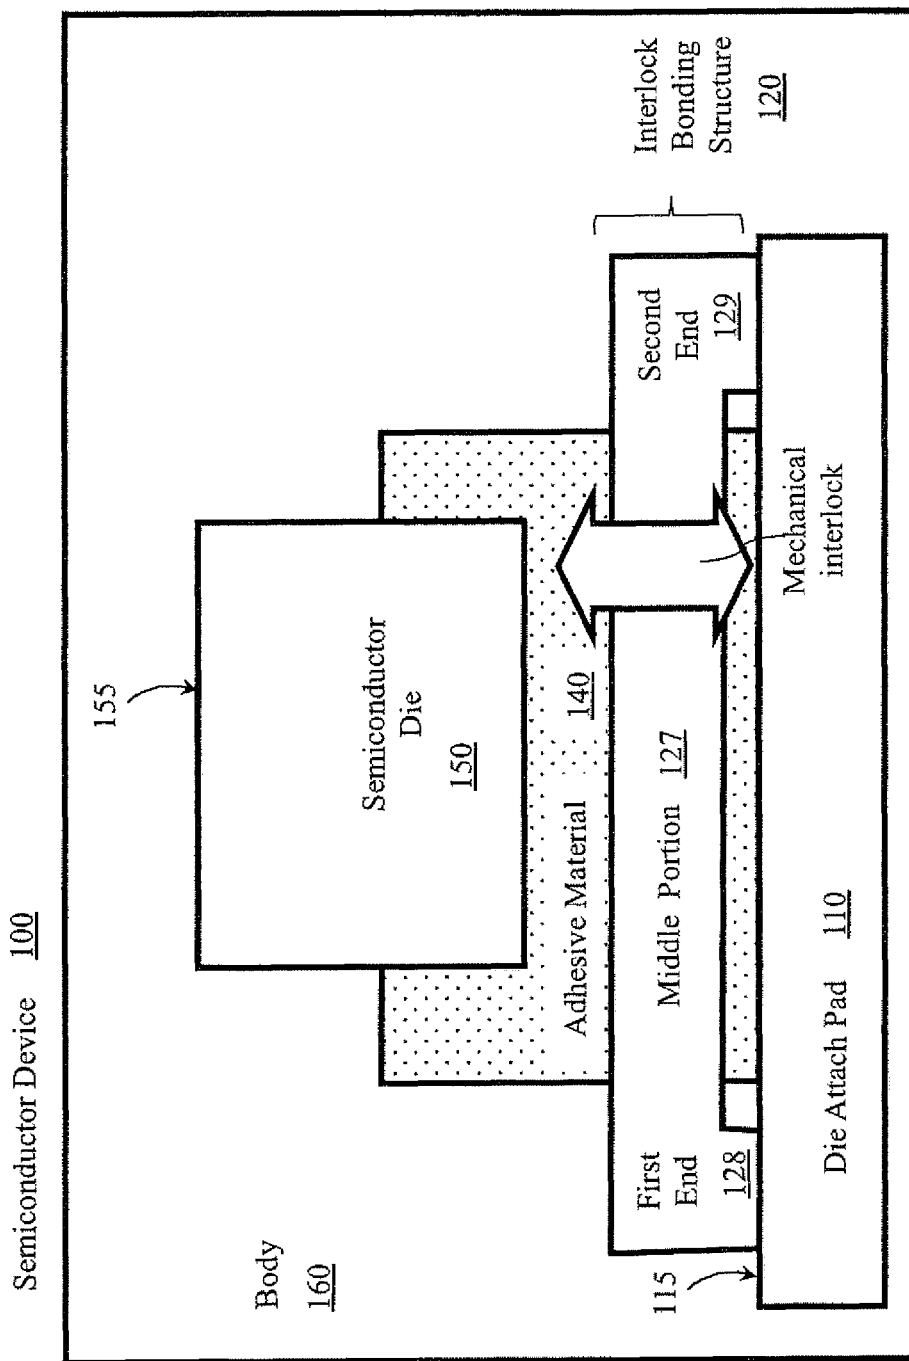 Semiconductor Device 100
155
Semiconductor
Die
150
Body
160
Adhesive Material 140
Interlock
Bonding
Structure
120
First
End
128
Middle Portion 127
Second
End
129
115
Mechanical
interlock
Die Attach Pad 110